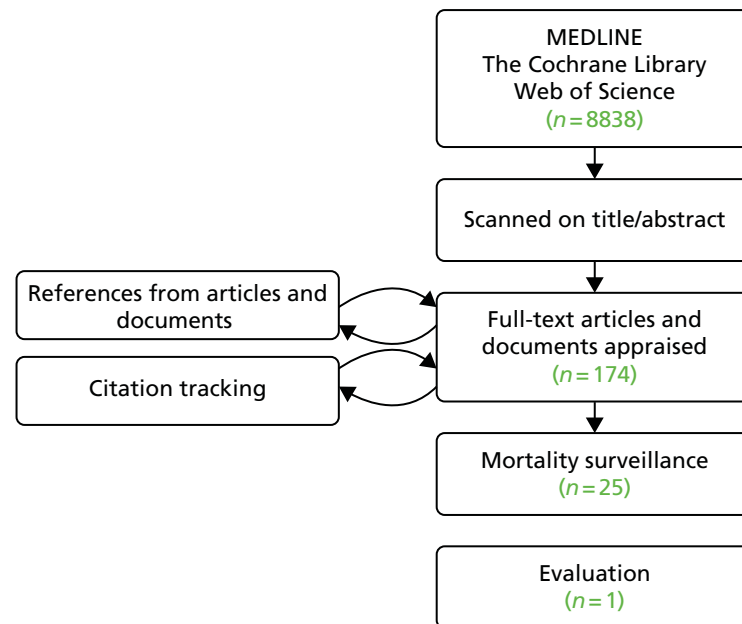 MEDLINE
The Cochrane Library
Web of Science
(n=8838)
Scanned on title/abstract
References from articles and
documents
Citation tracking
Full-text articles and
documents appraised
(n=174)
Mortality surveillance
(n=25)
Evaluation
(n=1)